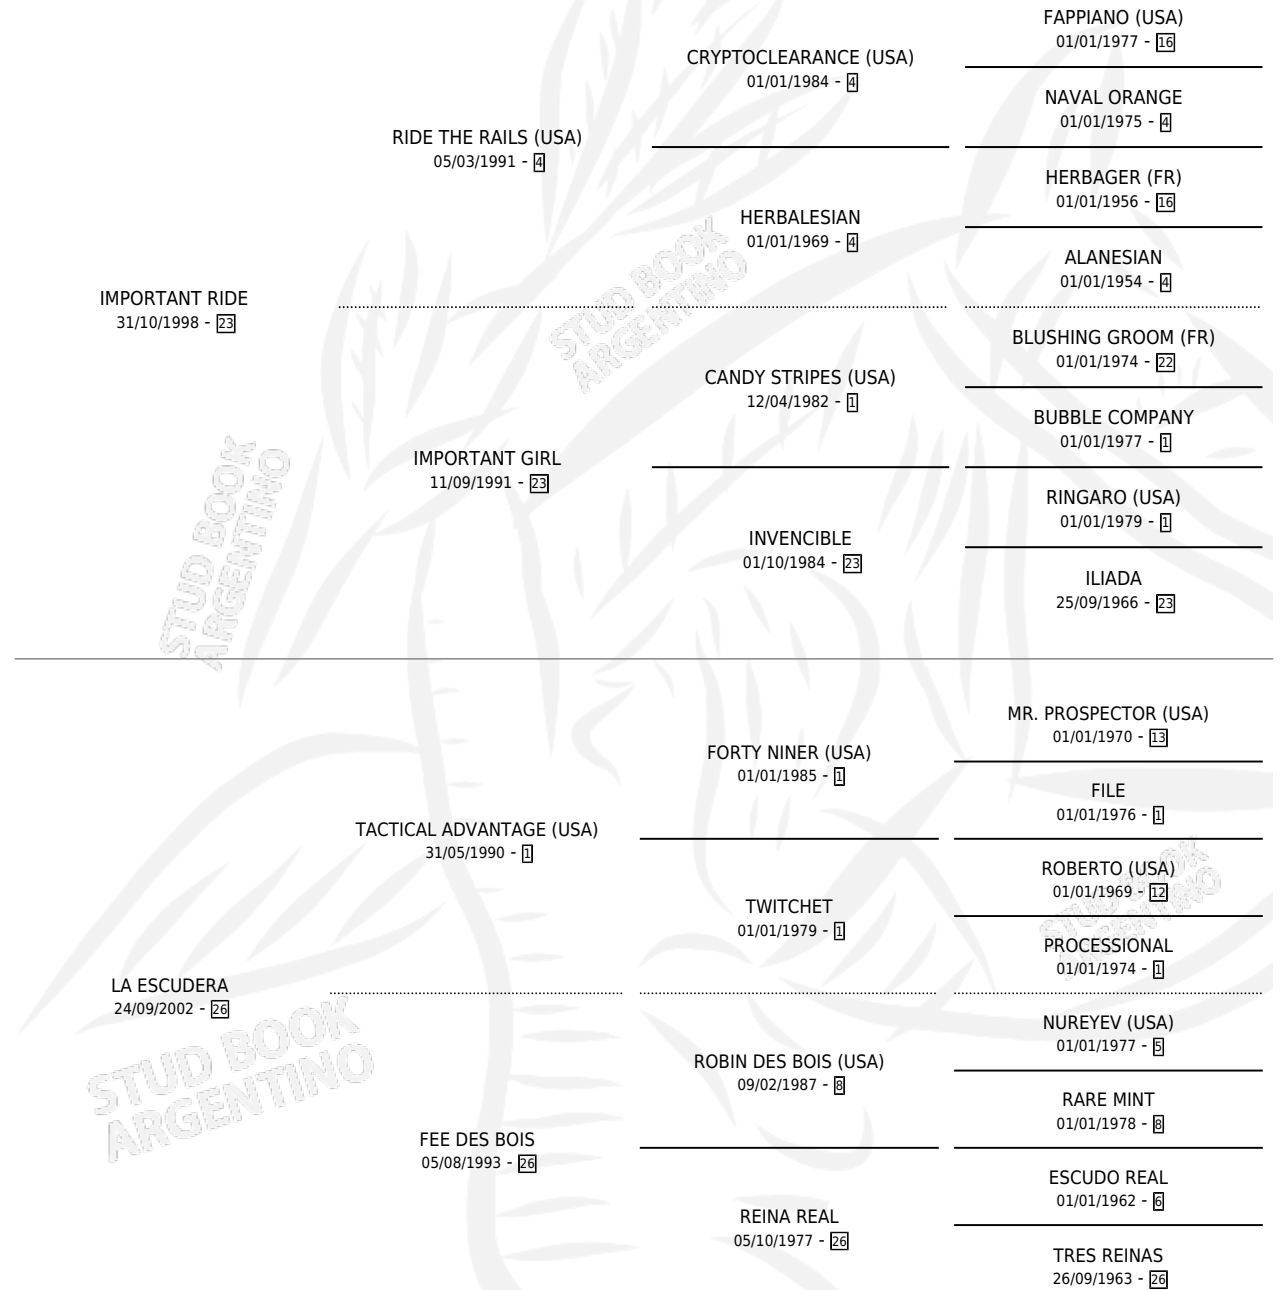 FAPPIANO (USA)
01/01/1977 - 16
CRYPTOCLEARANCE (USA)
01/01/1984 - 4
NAVAL ORANGE
01/01/1975 - 4
RIDE THE RAILS (USA)
05/03/1991 - 4
HERBAGER (FR)
01/01/1956 - 16
HERBALESIAN
01/01/1969 - 4
ALANESIAN
01/01/1954 - 4
IMPORTANT RIDE
31/10/1998 - 23
STUD BOOK
ARGENTINO
BLUSHING GROOM (FR)
01/01/1974 - 22
CANDY STRIPES (USA)
12/04/1982 - 1
BUBBLE COMPANY
01/01/1977 - 1
IMPORTANT GIRL
11/09/1991 - 23
RINGARO (USA)
01/01/1979 - 1
INVENCIBLE
01/10/1984 - 23
ILIADA
25/09/1966 - 23
STUD BOOK
ARGENTINO
MR. PROSPECTOR (USA)
01/01/1970 - 13
FORTY NINER (USA)
01/01/1985 - 1
FILE
01/01/1976 - 1
TACTICAL ADVANTAGE (USA)
31/05/1990 - 1
ROBERTO (USA)
01/01/1969 - 12
TWITCHET
01/01/1979 - 1
PROCESSIONAL
01/01/1974 - 1
STUD BOOK
ARGENTINO
LA ESCUDERA
24/09/2002 - 26
NUREYEV (USA)
01/01/1977 - 5
ROBIN DES BOIS (USA)
09/02/1987 - 8
RARE MINT
01/01/1978 - 8
STUD BOOK
ARGENTINO
FEE DES BOIS
05/08/1993 - 26
ESCUDO REAL
01/01/1962 - 6
REINA REAL
05/10/1977 - 26
TRES REINAS
26/09/1963 - 26